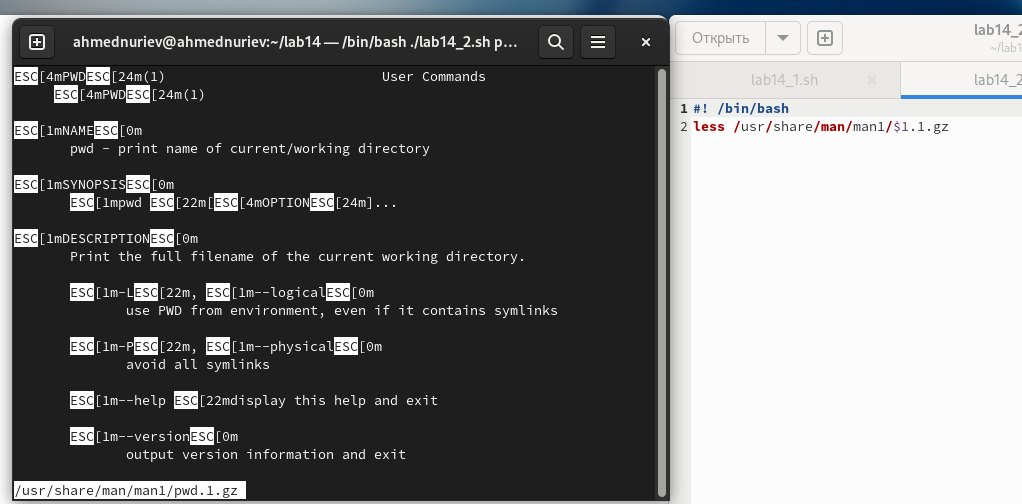 ahmednuriev@ahmednuriev:~/lab14 — /bin/bash ./lab14_2.sh p...
ESC[4mPWDESC[24m(1) User Commands
ESC[4mPWDESC[24m(1)
ESC[1mNAMEESC[0m
pwd - print name of current/working directory
ESC[1mSYNOPSISESC[0m
ESC[1mpwd ESC[22m[ESC[4mOPTIONESC[24m]...
ESC[1mDESCRIPTIONESC[0m
Print the full filename of the current working directory.
ESC[1m-LESC[22m, ESC[1m--logicalESC[0m
use PWD from environment, even if it contains symlinks
ESC[1m-PESC[22m, ESC[1m--physicalESC[0m
avoid all symlinks
ESC[1m--help ESC[22mdisplay this help and exit
ESC[1m--versionESC[0m
output version information and exit
/usr/share/man/man1/pwd.1.gz
Открыть
lab14_2
~/lab1
lab14_1.sh
lab14_2
1 #! /bin/bash
2 less /usr/share/man/man1/$1.1.gz